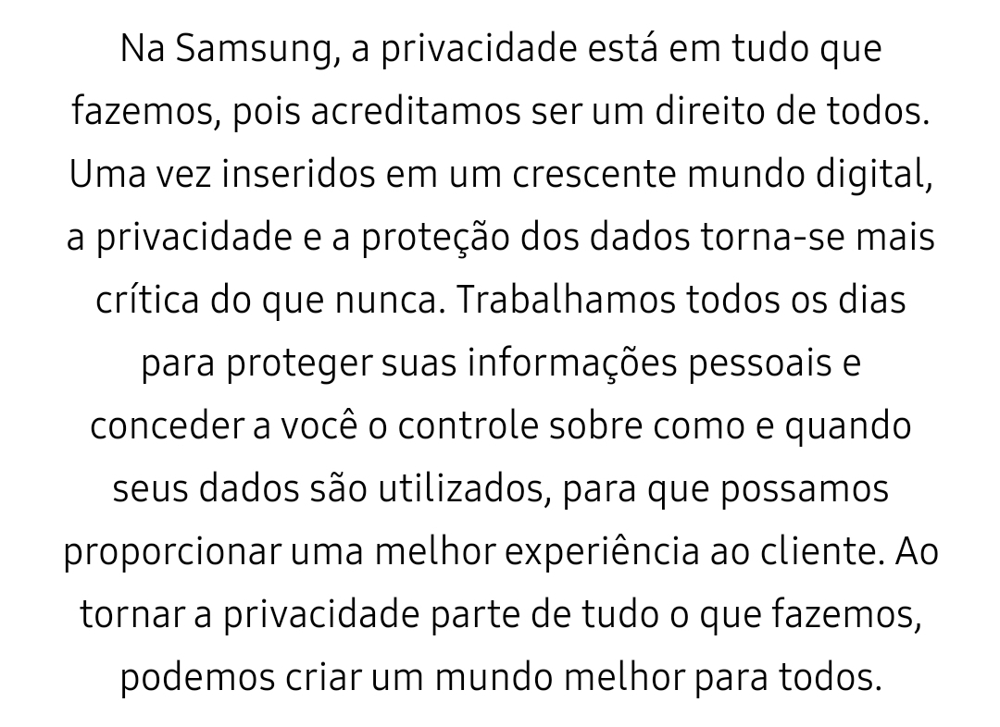 Na Samsung, a privacidade está em tudo que
fazemos, pois acreditamos ser um direito de todos.
Uma vez inseridos em um crescente mundo digital,
a privacidade e a proteção dos dados torna-se mais
crítica do que nunca. Trabalhamos todos os dias
para proteger suas informações pessoais e
conceder a você o controle sobre como e quando
seus dados são utilizados, para que possamos
proporcionar uma melhor experiência ao cliente. Ao
tornar a privacidade parte de tudo o que fazemos,
podemos criar um mundo melhor para todos.